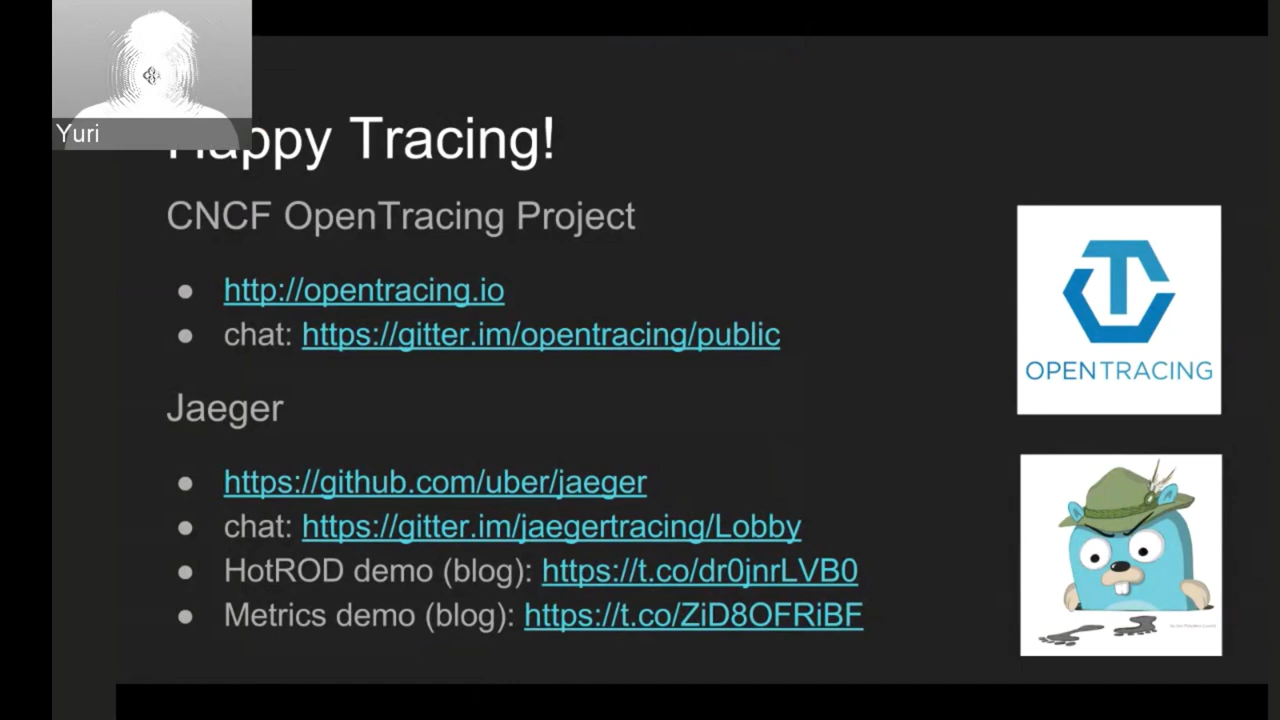 Yuri
Happy Tracing!
CNCF OpenTracing Project
● http://opentracing.io
● chat: https://gitter.im/opentracing/public
OPENTRACING
Jaeger
● https://github.com/uber/jaeger
● chat: https://gitter.im/jaegertracing/Lobby
● HotROD demo (blog): https://t.co/dr0jnrLVB0
● Metrics demo (blog): https://t.co/ZiD8OFRiBF